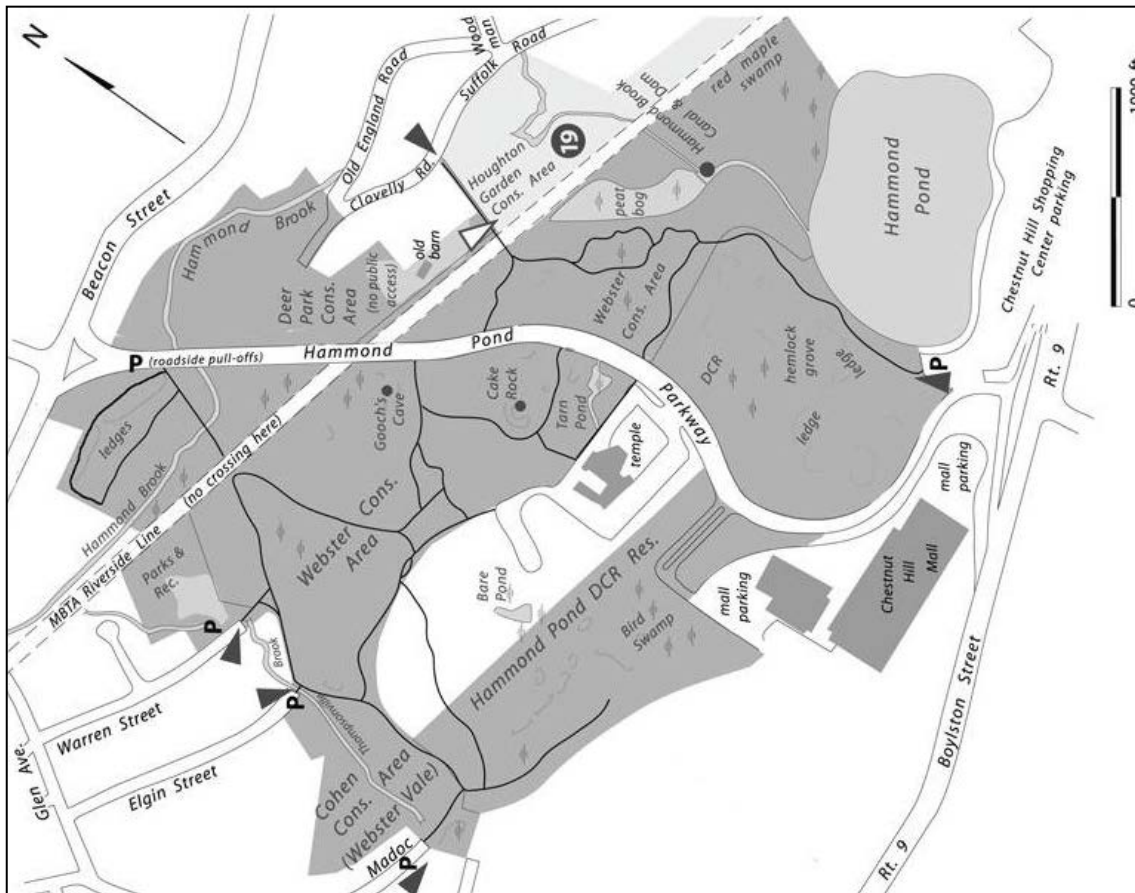 N
Beacon Street
Old England Road
Wood
man
Suffolk Road
Clavelly Rd.
Hammond Brook
Houghton
Garden
Cons. Area
19
Hammond Brook
Canal & Dam
red maple
swamp
1000 ft.
0
Deer
Park
Cons.
Area
(no public
access)
old
barn
peat
bog
Hammond
Pond
Chestnut Hill Shopping
Center parking
P (roadside pull-offs)
Hammond Pond Parkway
Webster
Cons. Area
ledges
Gooch's
Cave
Cake
Rock
Tarn
Pond
DCR
hemlock
grove
ledge
ledge
P
Rt. 9
Hammond Brook
MBTA Riverside Line (no crossing here)
temple
Parks &
Rec.
Webster Cons.
Area
mall
parking
Bare
Pond
Hammond Pond DCR Res.
Bird
Swamp
mall
parking
Chestnut
Hill
Mall
P
Brook
P
Warren Street
Thompsonville
Glen Ave.
Elgin Street
Cohen
Cons. Area
(Webster Vale)
Boylston Street
Madoc
P
Rt. 9